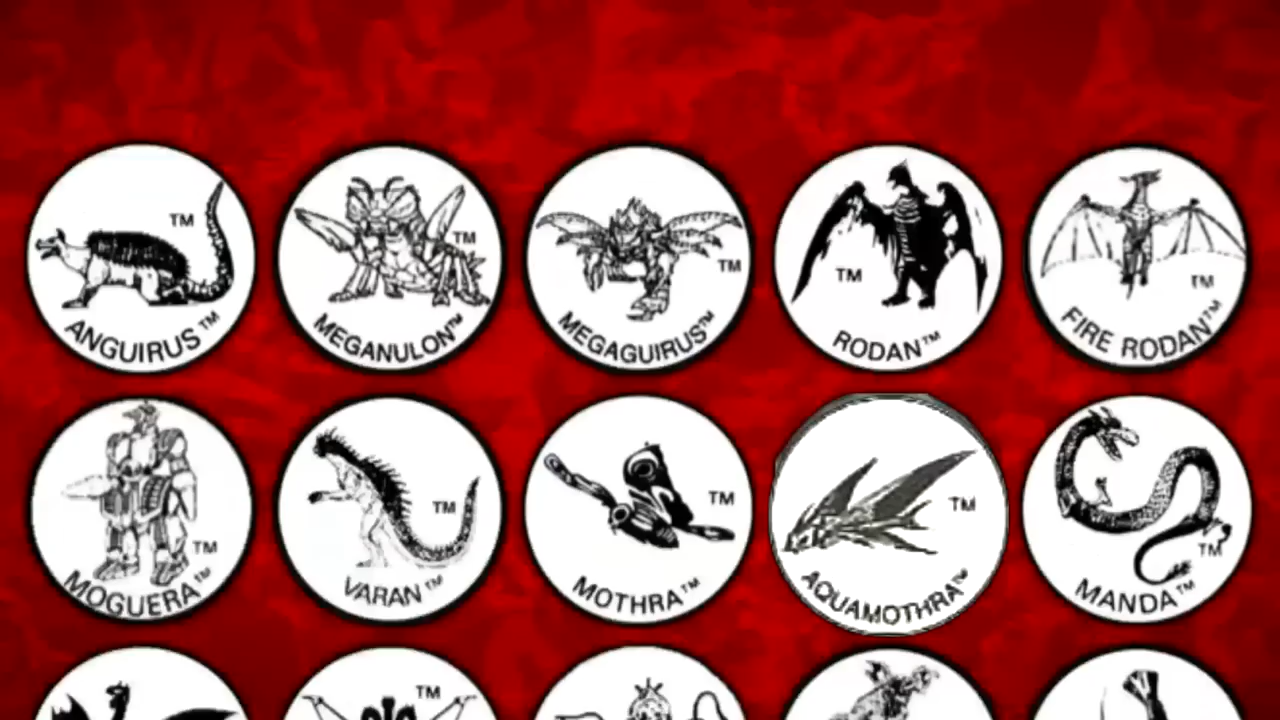 TM
ANGUIRUS™
TM
MEGANULON™
TM
MEGAGUIRUS™
TM
RODAN™
TM
FIRE RODAN™
TM
MOGUERA™
TM
VARAN™
TM
MOTHRA™
TM
AQUAMOTHRA™
TM
MANDA™
TM